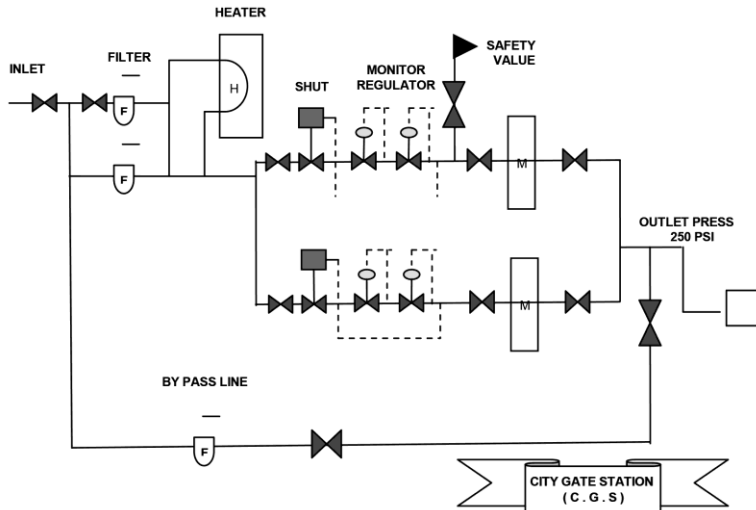 HEATER
FILTER
INLET
SAFETY
VALUE
MONITOR
REGULATOR
SHUT
H
F
F
M
OUTLET PRESS
250 PSI
M
BY PASS LINE
F
CITY GATE STATION
( C . G . S )